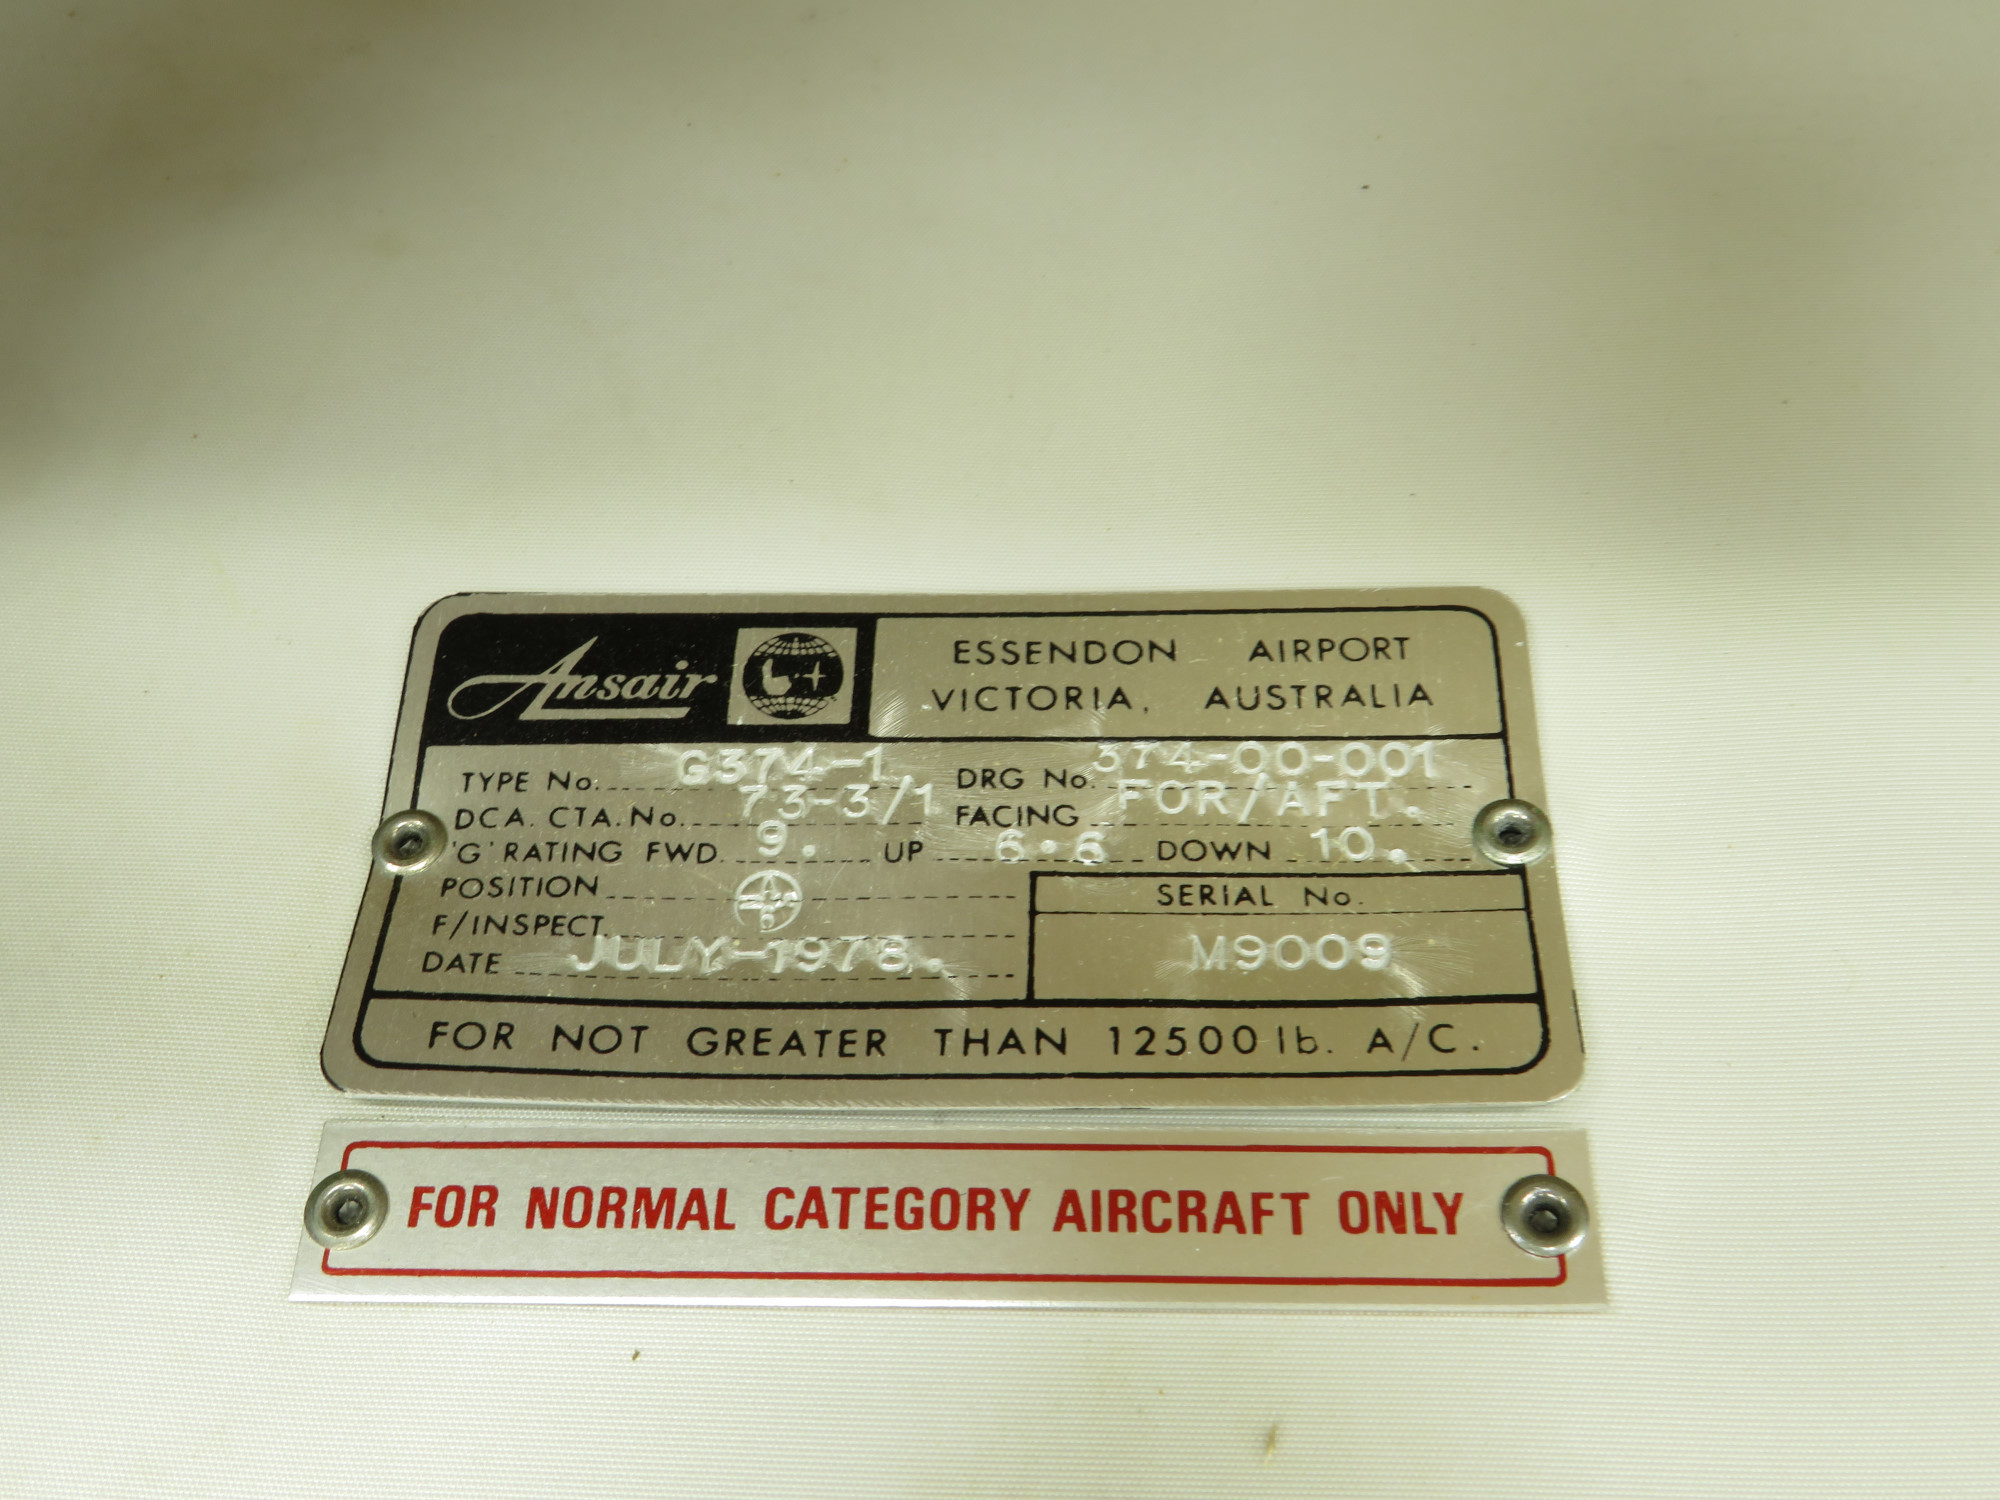 Ansair
ESSENDON AIRPORT
VICTORIA, AUSTRALIA
TYPE No. G374-1 DRG No. 374-00-001
DCA. CTA. No. 73-3/1 FACING FOR/AFT.
'G' RATING FWD. 9. UP 6.6 DOWN 10.
POSITION
F/INSPECT.
DATE JULY-1978.
SERIAL No.
M9009
FOR NOT GREATER THAN 12500 lb. A/C.
FOR NORMAL CATEGORY AIRCRAFT ONLY